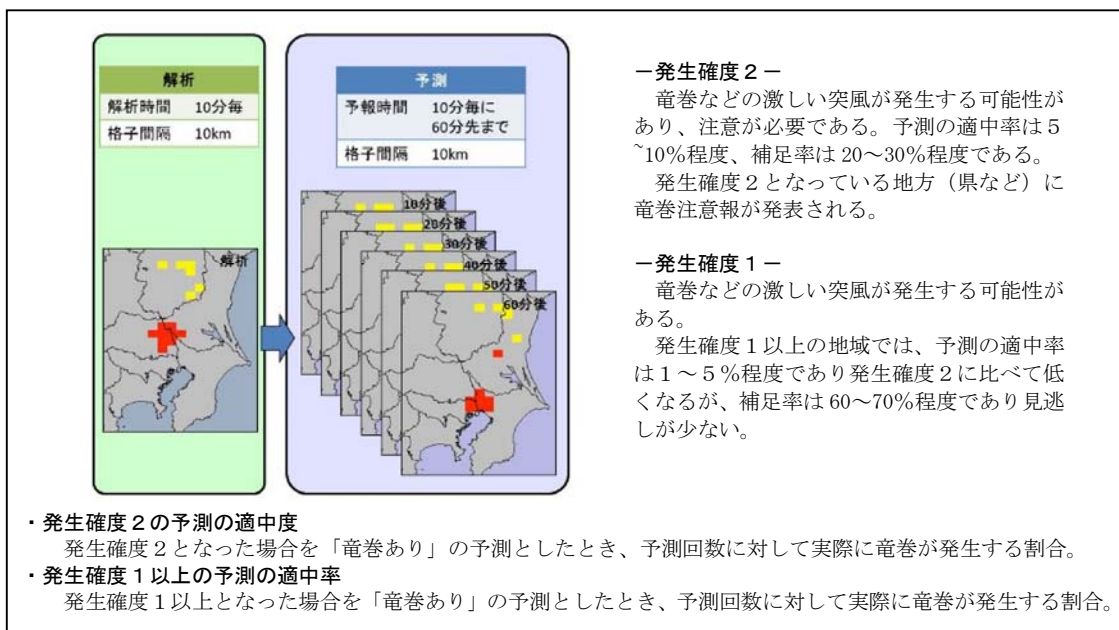 解析
解析時間 10分毎
格子間隔 10km
解析
予測
予報時間 10分毎に
60分先まで
格子間隔 10km
10分後
20分後
30分後
40分後
50分後
60分後
－発生確度２－
竜巻などの激しい突風が発生する可能性が
あり、注意が必要である。予測の適中率は５
~10％程度、補足率は 20～30％程度である。
発生確度２となっている地方（県など）に
竜巻注意報が発表される。
－発生確度１－
竜巻などの激しい突風が発生する可能性が
ある。
発生確度１以上の地域では、予測の適中率
は１～５％程度であり発生確度２に比べて低
くなるが、補足率は 60～70％程度であり見逃
しが少ない。
・発生確度２の予測の適中度
発生確度２となった場合を「竜巻あり」の予測としたとき、予測回数に対して実際に竜巻が発生する割合。
・発生確度１以上の予測の適中率
発生確度１以上となった場合を「竜巻あり」の予測としたとき、予測回数に対して実際に竜巻が発生する割合。